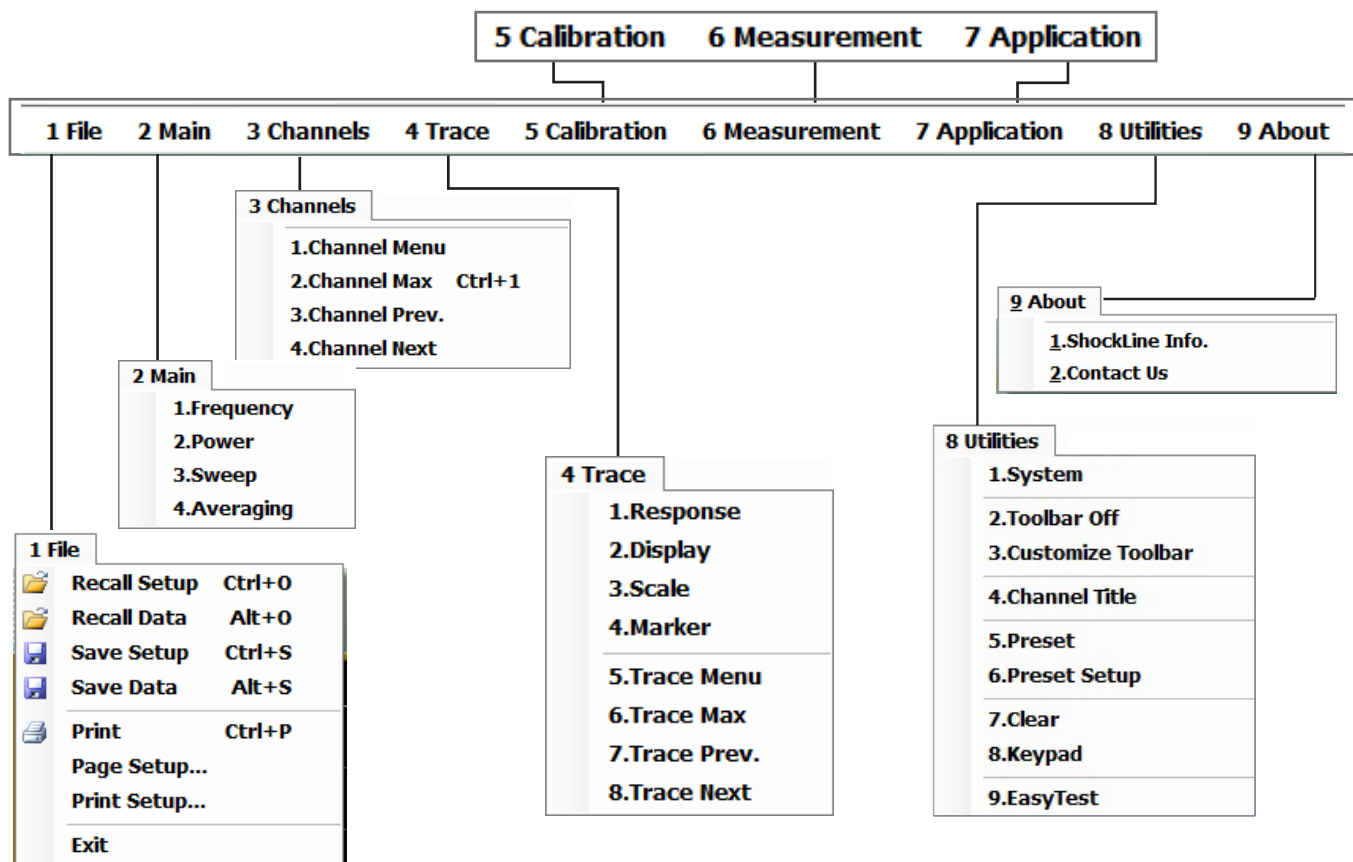 5 Calibration 6 Measurement 7 Application
1 File 2 Main 3 Channels 4 Trace 5 Calibration 6 Measurement 7 Application 8 Utilities 9 About
3 Channels
1.Channel Menu
2.Channel Max Ctrl+1
3.Channel Prev.
4.Channel Next
9 About
1.ShockLine Info.
2.Contact Us
2 Main
1.Frequency
2.Power
3.Sweep
4.Averaging
8 Utilities
1.System
2.Toolbar Off
3.Customize Toolbar
4.Channel Title
5.Preset
6.Preset Setup
7.Clear
8.Keypad
9.EasyTest
4 Trace
1.Response
2.Display
3.Scale
4.Marker
5.Trace Menu
6.Trace Max
7.Trace Prev.
8.Trace Next
1 File
Recall Setup Ctrl+O
Recall Data Alt+O
Save Setup Ctrl+S
Save Data Alt+S
Print Ctrl+P
Page Setup...
Print Setup...
Exit